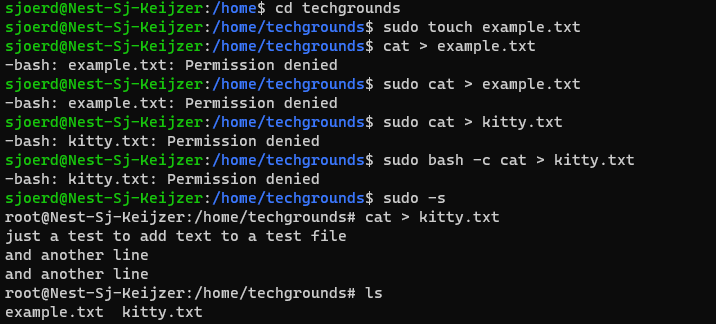 sjoerd@Nest-Sj-Keijzer:/home$ cd techgrounds
sjoerd@Nest-Sj-Keijzer:/home/techgrounds$ sudo touch example.txt
sjoerd@Nest-Sj-Keijzer:/home/techgrounds$ cat > example.txt
-bash: example.txt: Permission denied
sjoerd@Nest-Sj-Keijzer:/home/techgrounds$ sudo cat > example.txt
-bash: example.txt: Permission denied
sjoerd@Nest-Sj-Keijzer:/home/techgrounds$ sudo cat > kitty.txt
-bash: kitty.txt: Permission denied
sjoerd@Nest-Sj-Keijzer:/home/techgrounds$ sudo bash -c cat > kitty.txt
-bash: kitty.txt: Permission denied
sjoerd@Nest-Sj-Keijzer:/home/techgrounds$ sudo -s
root@Nest-Sj-Keijzer:/home/techgrounds# cat > kitty.txt
just a test to add text to a test file
and another line
and another line
root@Nest-Sj-Keijzer:/home/techgrounds# ls
example.txt  kitty.txt